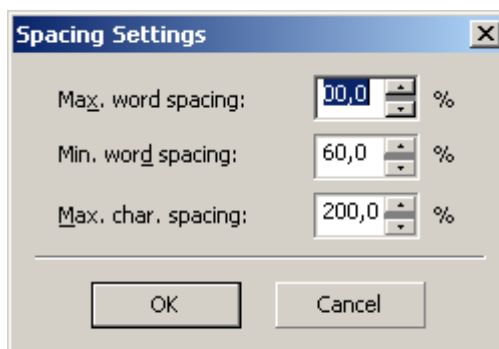 Spacing Settings
Max. word spacing: 00,0 %
Min. word spacing: 60,0 %
Max. char. spacing: 200,0 %
OK Cancel